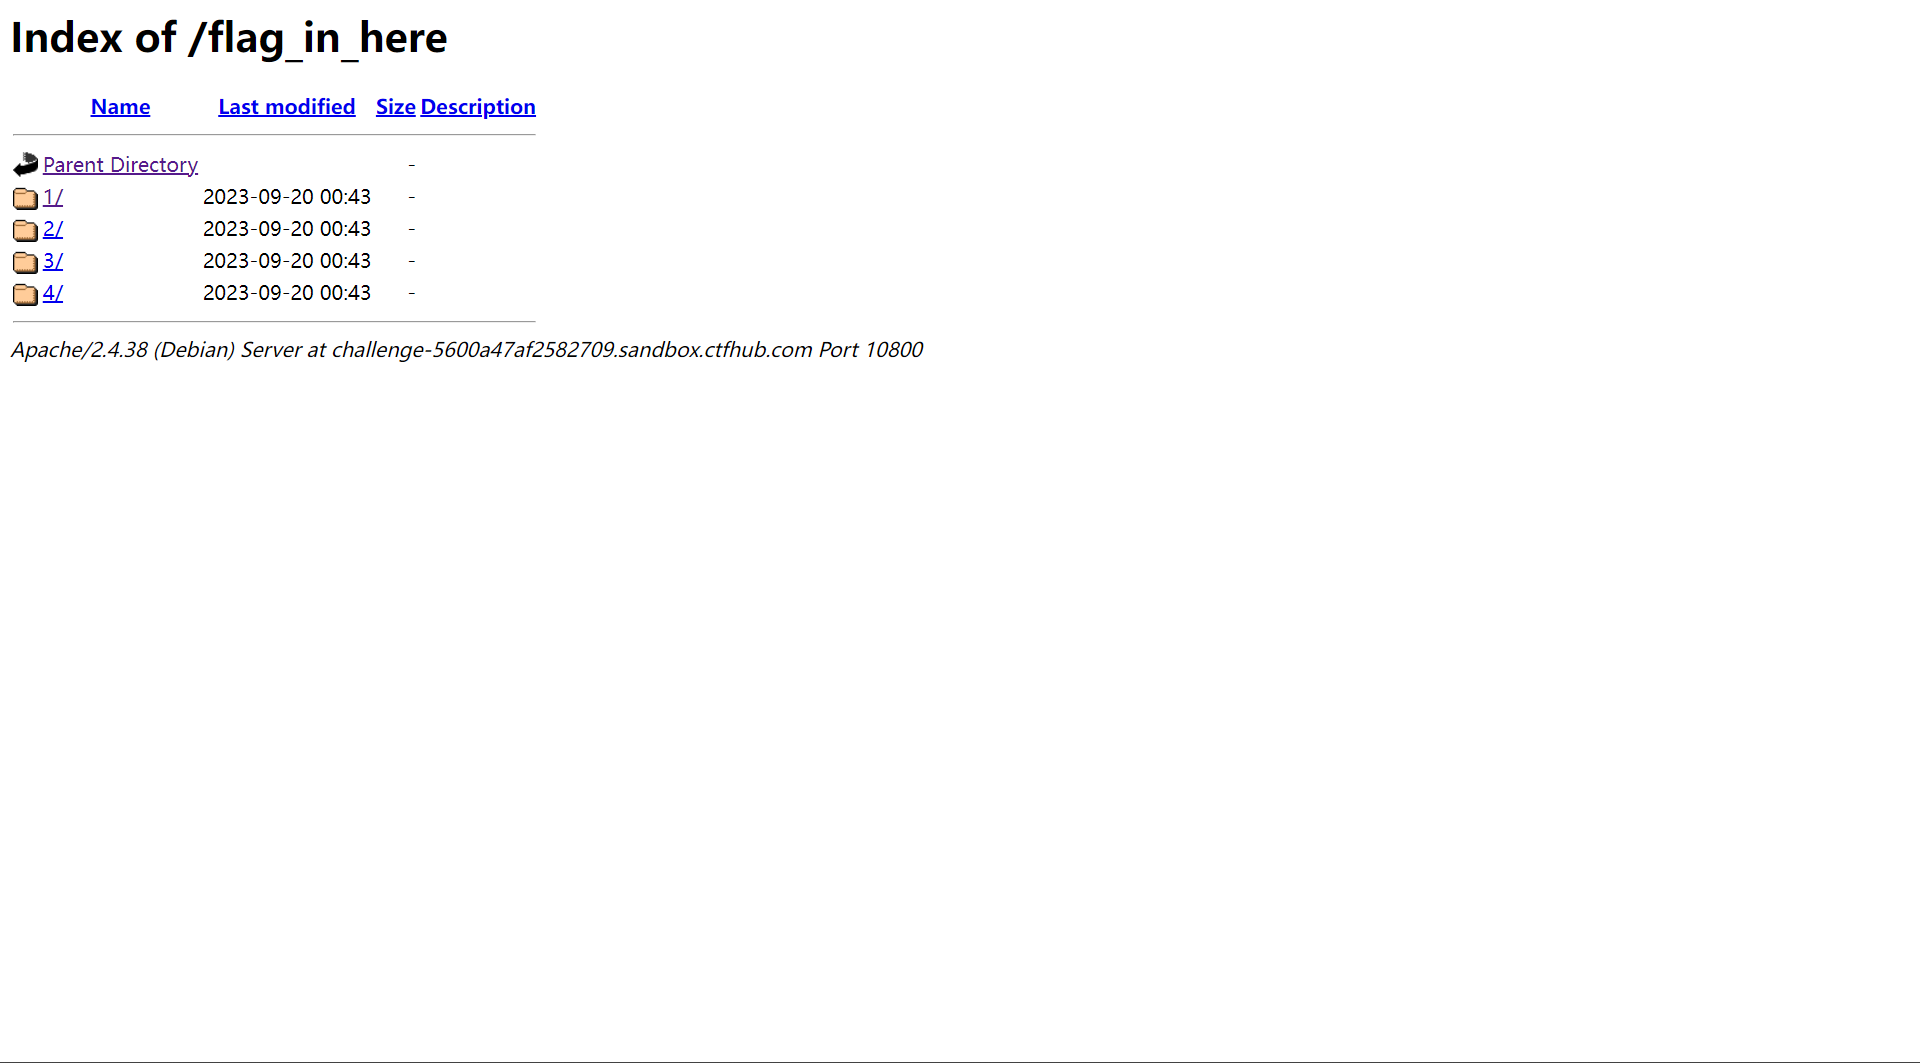 Index of /flag_in_here
Name Last modified Size Description
Parent Directory -
1/ 2023-09-20 00:43 -
2/ 2023-09-20 00:43 -
3/ 2023-09-20 00:43 -
4/ 2023-09-20 00:43 -
Apache/2.4.38 (Debian) Server at challenge-5600a47af2582709.sandbox.ctfhub.com Port 10800